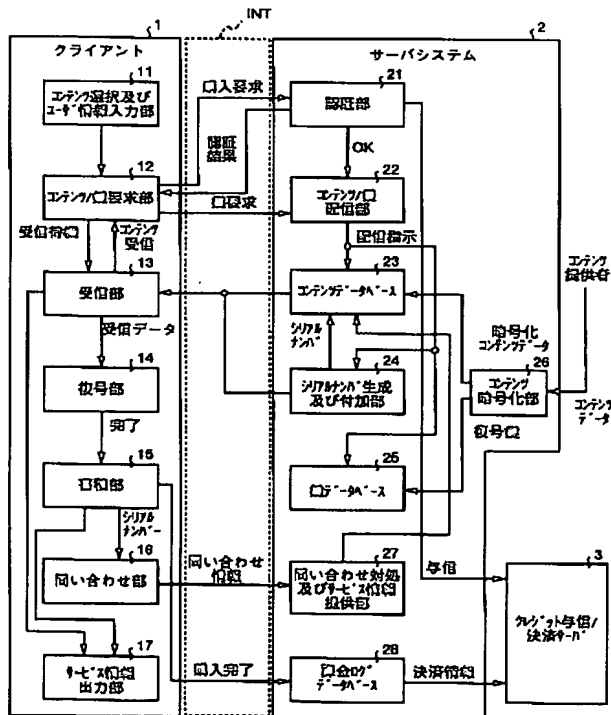 INT
1
クライアント
11
コンテンツ選択及び
ユーザ情報入力部
12
コンテンツ/鍵要求部
受信待機
コンテンツ
受信
13
受信部
受信データ
14
復号部
完了
15
シリアル
ナンバー
16
問い合わせ部
17
サービス情報
出力部
購入要求
認証
結果
鍵要求
問い合わせ
情報
購入完了
2
サーバシステム
21
認証部
OK
22
コンテンツ/鍵
配信部
配信指示
23
コンテンツデータベース
シリアル
ナンバ
24
シリアルナンバ生成
及び付加部
25
鍵データベース
27
問い合わせ対処
及びサービス情報
提供部
28
課金ログ
データベース
与信
決済情報
暗号化
コンテンツデータ
26
コンテンツ
暗号化部
復号鍵
コンテンツ
提供者
コンテンツ
データ
3
クレジット与信/
決済サーバ